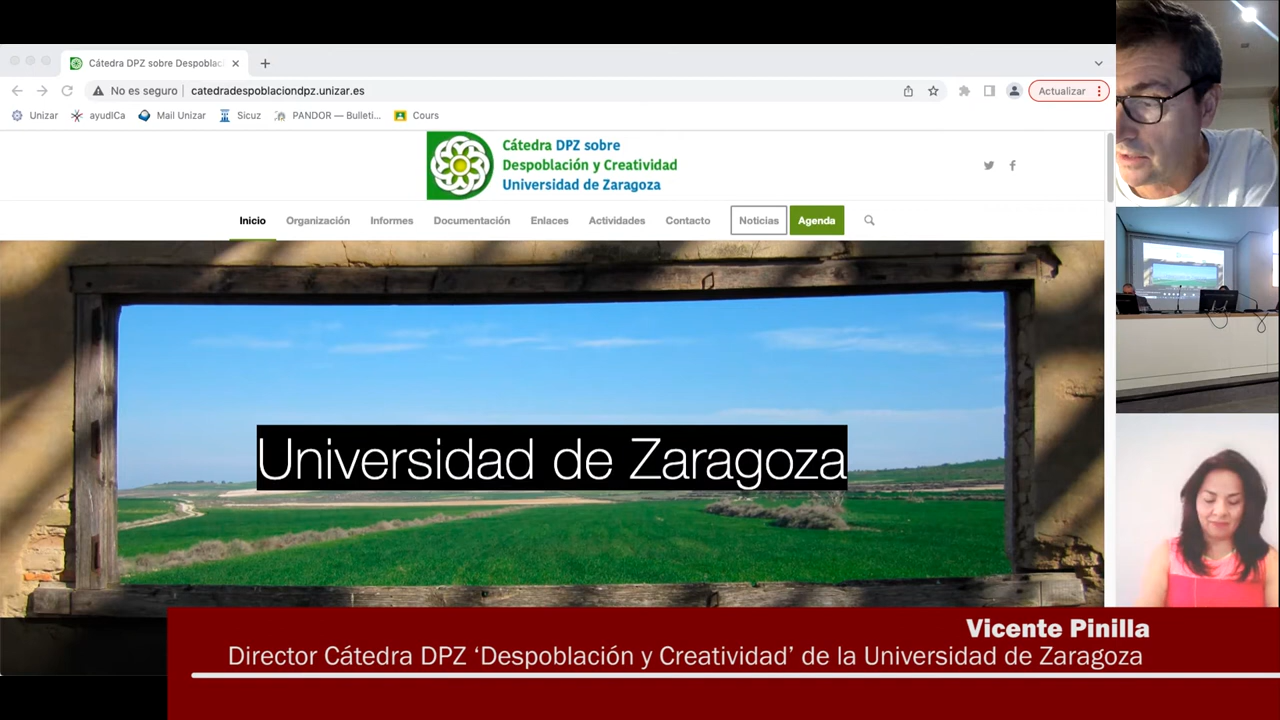 Cátedra DPZ sobre Despoblació
No es seguro
catedradespoblaciondpz.unizar.es
Actualizar
Unizar
ayudICa
Mail Unizar
Sicuz
PANDOR — Bulleti...
Cours
Cátedra DPZ sobre
Despoblación y Creatividad
Universidad de Zaragoza
Inicio
Organización
Informes
Documentación
Enlaces
Actividades
Contacto
Noticias
Agenda
Universidad de Zaragoza
Vicente Pinilla
Director Cátedra DPZ ‘Despoblación y Creatividad’ de la Universidad de Zaragoza